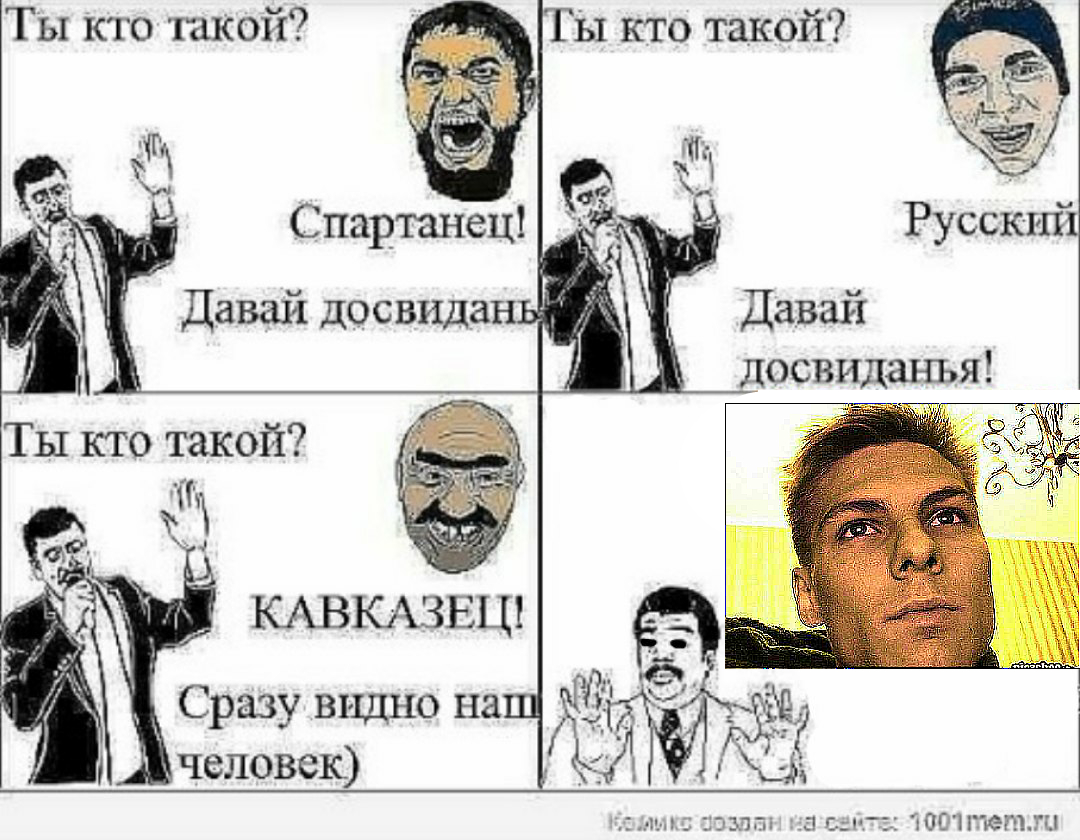 Ты кто такой?
Спартанец!
Давай досвидань
Ты кто такой?
Русский
Давай
досвиданья!
Ты кто такой?
КАВКАЗЕЦ!
Сразу видно наш
человек)
Комикс создан на сайте: 1001mem.ru